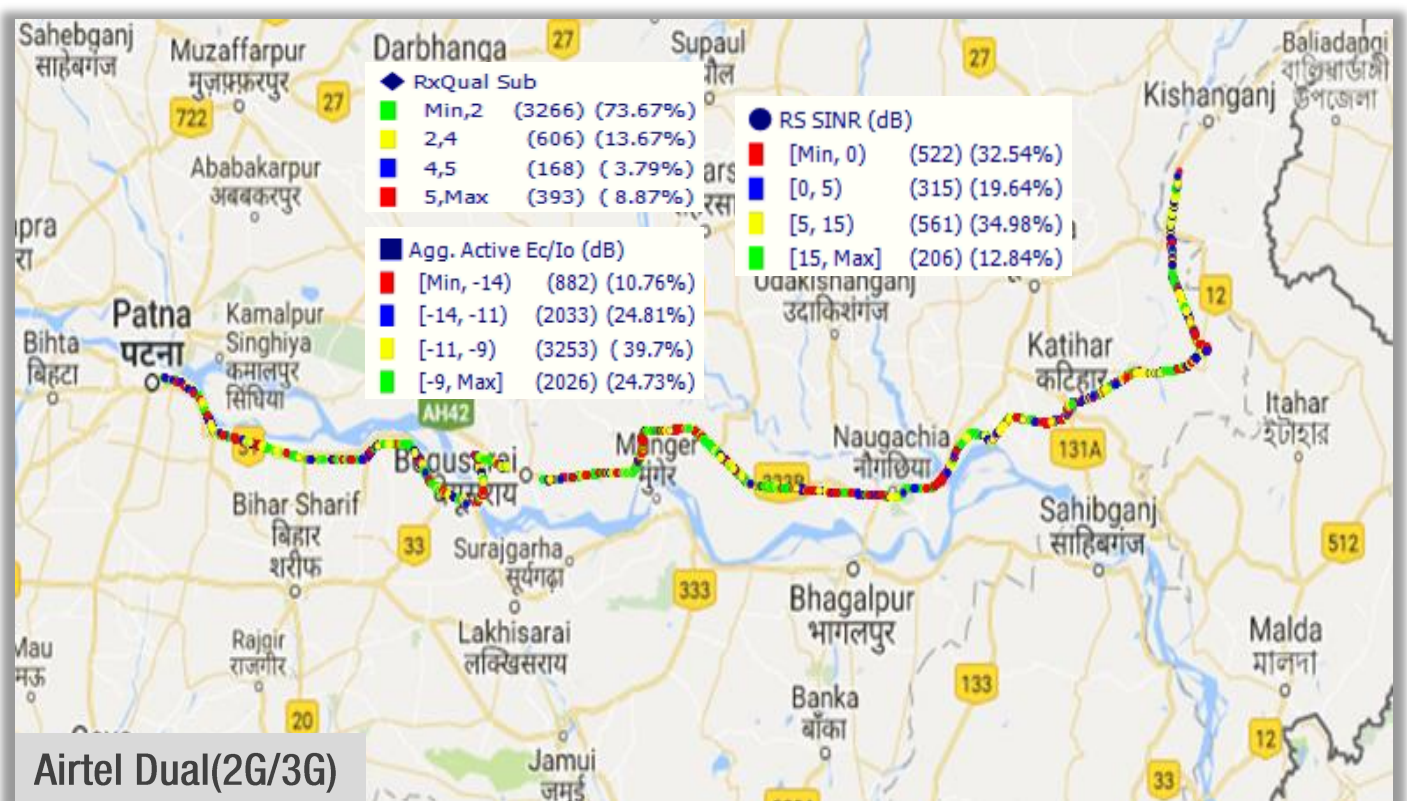 Sahebganj
साहेबगंज
Muzaffarpur
मुज़फ़्फ़रपुर
Darbhanga
27
Supaul
पौल
27
Baliadangi
Kishanganj
উপজেলা
722
27
Ababakarpur
अबबकरपुर
RxQual Sub
Min,2 (3266) (73.67%)
2,4 (606) (13.67%)
4,5 (168) ( 3.79%)
5,Max (393) ( 8.87%)
RS SINR (dB)
[Min, 0) (522) (32.54%)
[0, 5) (315) (19.64%)
[5, 15) (561) (34.98%)
[15, Max] (206) (12.84%)
Agg. Active Ec/Io (dB)
[Min, -14) (882) (10.76%)
[-14, -11) (2033) (24.81%)
[-11, -9) (3253) ( 39.7%)
[-9, Max] (2026) (24.73%)
Udakishanganj
उदाकिशंगंज
12
Patna
पटना
Kamalpur
Singhiya
कमालपुर
सिंघिया
Bihta
बिहटा
Katihar
कटिहार
AH42
Itahar
ইটাহার
Munger
मुंगेर
Naugachia
नौगछिया
131A
Begusarai
Bihar Sharif
बिहार
शरीफ
33
Surajgarha
सूर्यगढ़ा
Sahibganj
साहिबगंज
512
333
Bhagalpur
भागलपुर
Rajgir
राजगीर
Lakhisarai
लक्खिसराय
Malda
মালদা
Mau
मऊ
133
Banka
बाँका
20
12
Jamui
जमुई
33
Airtel Dual(2G/3G)